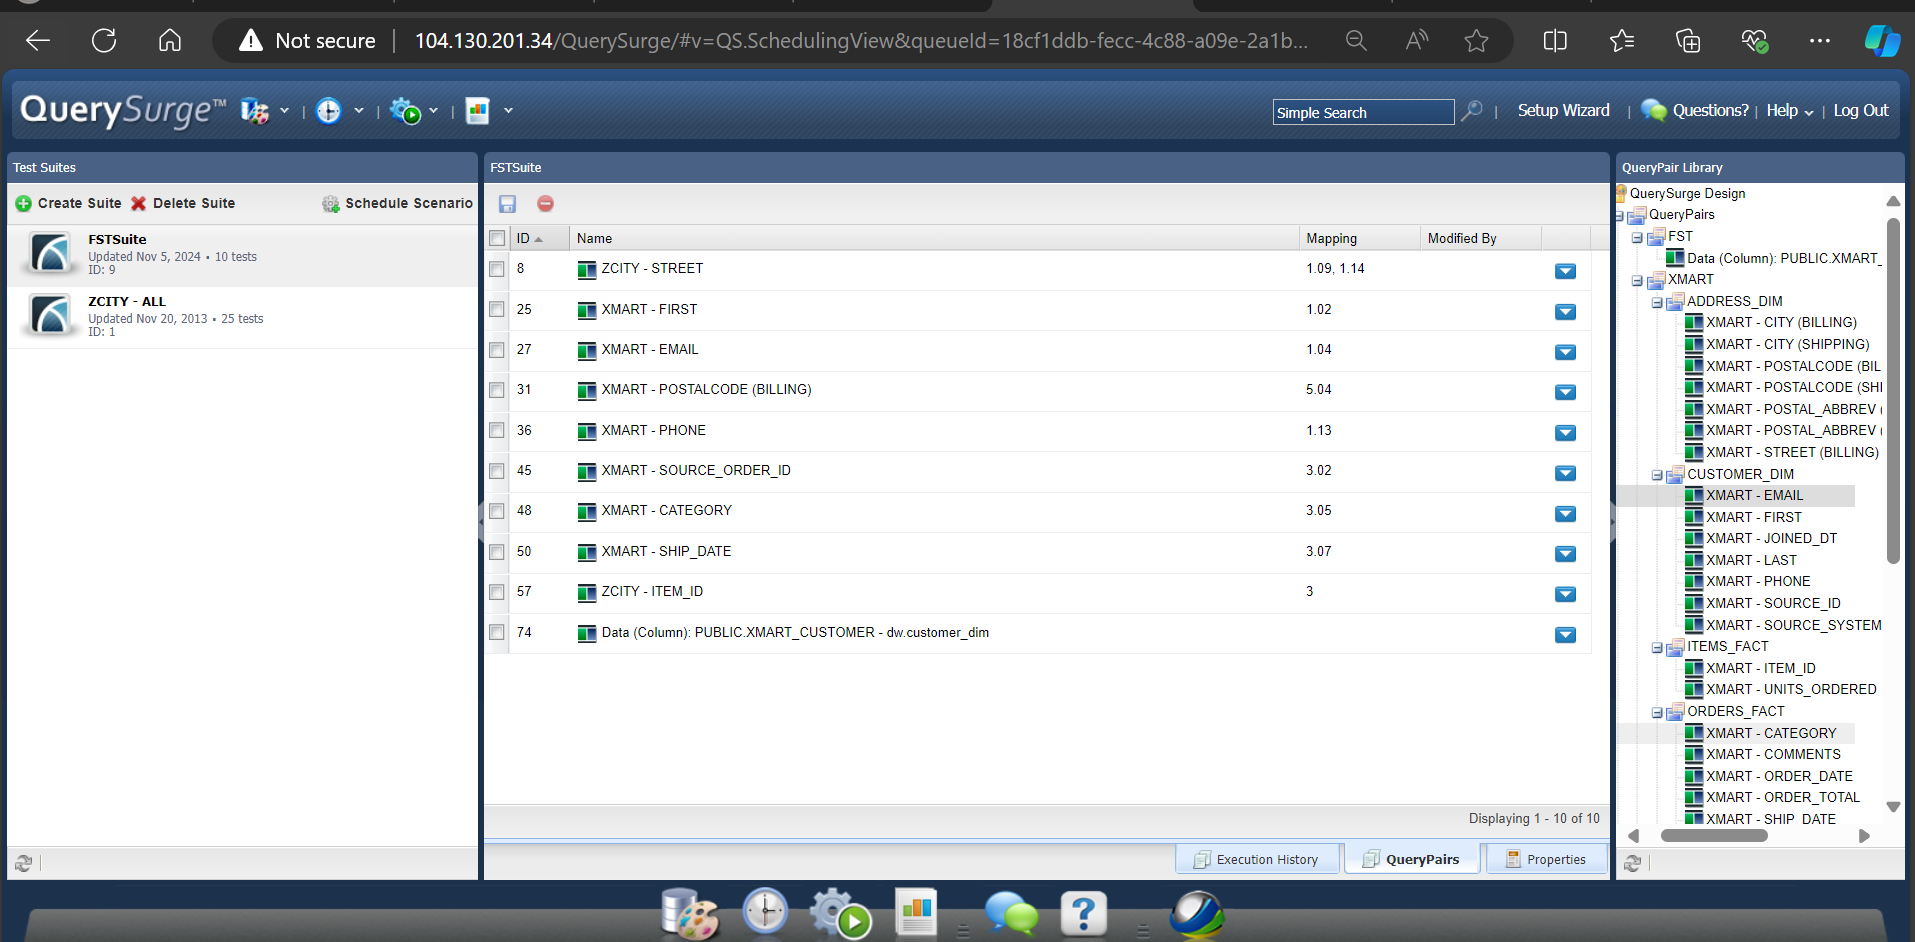 Not secure
104.130.201.34/QuerySurge/#v=QS.SchedulingView&queueId=18cf1ddb-fecc-4c88-a09e-2a1b...
QuerySurge™
Simple Search
Setup Wizard
Questions?
Help
Log Out
Test Suites
Create Suite
Delete Suite
Schedule Scenario
FSTSuite
Updated Nov 5, 2024 • 10 tests
ID: 9
ZCITY - ALL
Updated Nov 20, 2013 • 25 tests
ID: 1
FSTSuite
ID Name Mapping Modified By
8 ZCITY - STREET 1.09, 1.14
25 XMART - FIRST 1.02
27 XMART - EMAIL 1.04
31 XMART - POSTALCODE (BILLING) 5.04
36 XMART - PHONE 1.13
45 XMART - SOURCE_ORDER_ID 3.02
48 XMART - CATEGORY 3.05
50 XMART - SHIP_DATE 3.07
57 ZCITY - ITEM_ID 3
74 Data (Column): PUBLIC.XMART_CUSTOMER - dw.customer_dim
Displaying 1 - 10 of 10
Execution History
QueryPairs
Properties
QueryPair Library
QuerySurge Design
QueryPairs
FST
Data (Column): PUBLIC.XMART_
XMART
ADDRESS_DIM
XMART - CITY (BILLING)
XMART - CITY (SHIPPING)
XMART - POSTALCODE (BIL
XMART - POSTALCODE (SHI
XMART - POSTAL_ABBREV (
XMART - POSTAL_ABBREV (
XMART - STREET (BILLING)
CUSTOMER_DIM
XMART - EMAIL
XMART - FIRST
XMART - JOINED_DT
XMART - LAST
XMART - PHONE
XMART - SOURCE_ID
XMART - SOURCE_SYSTEM
ITEMS_FACT
XMART - ITEM_ID
XMART - UNITS_ORDERED
ORDERS_FACT
XMART - CATEGORY
XMART - COMMENTS
XMART - ORDER_DATE
XMART - ORDER_TOTAL
XMART - SHIP_DATE